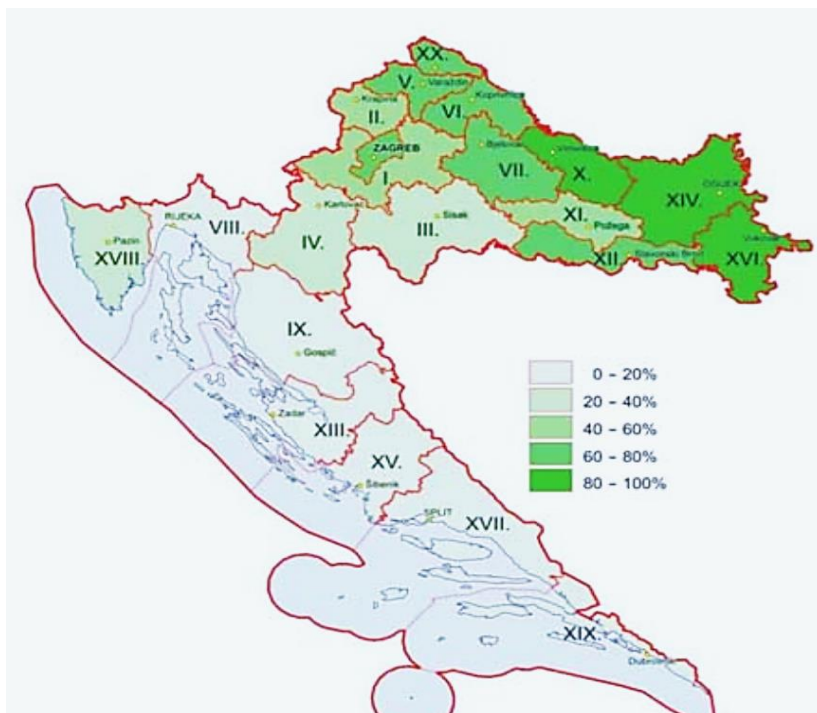 XX.
V.
Varaždin
Krapina
II.
VI.
Koprivnica
ZAGREB
I
Bjelovar
VII.
Virovitica
X.
XIV.
OSIJEK
Karlovac
IV.
III.
Sisak
XI.
Požega
XII.
Slavonski Brod
XVI.
Vukovar
RIJEKA
VIII.
Pazin
XVIII.
IX.
Gospić
Zadar
XIII.
XV.
Šibenik
SPLIT
XVII.
XIX.
Dubrovnik
0 - 20%
20 - 40%
40 - 60%
60 - 80%
80 - 100%